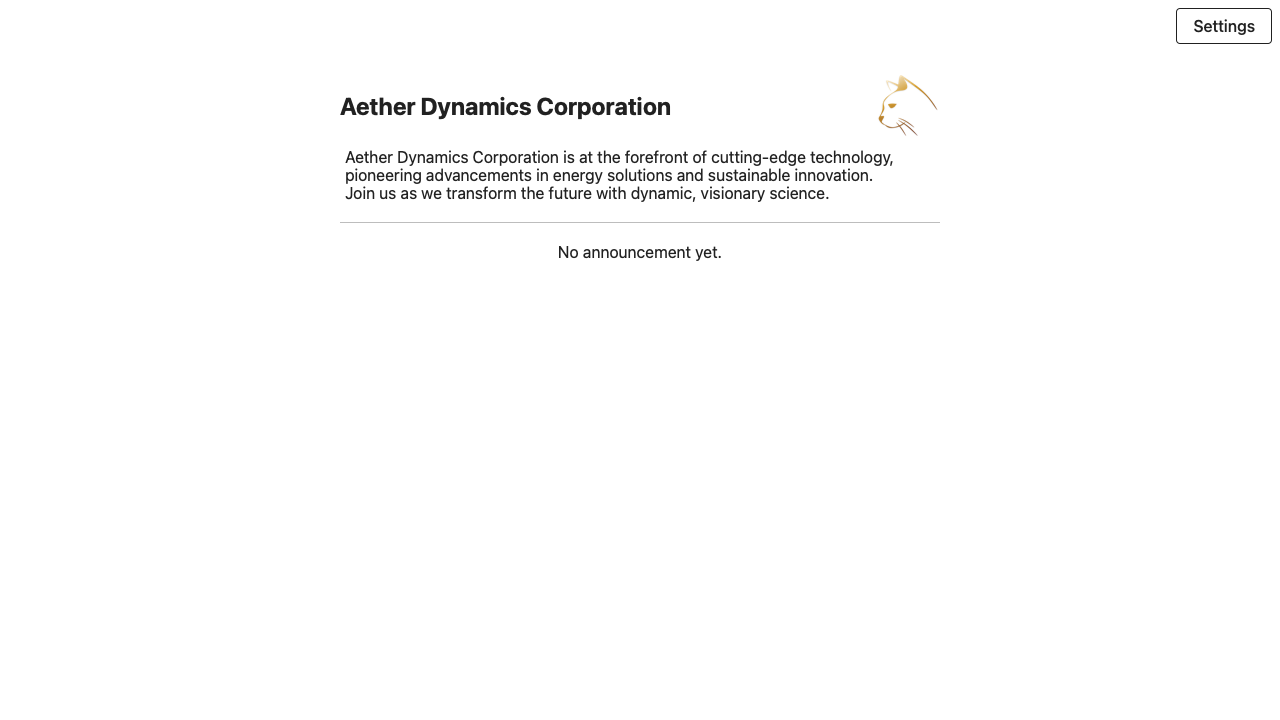 Settings
Aether Dynamics Corporation
Aether Dynamics Corporation is at the forefront of cutting-edge technology,
pioneering advancements in energy solutions and sustainable innovation.
Join us as we transform the future with dynamic, visionary science.
No announcement yet.